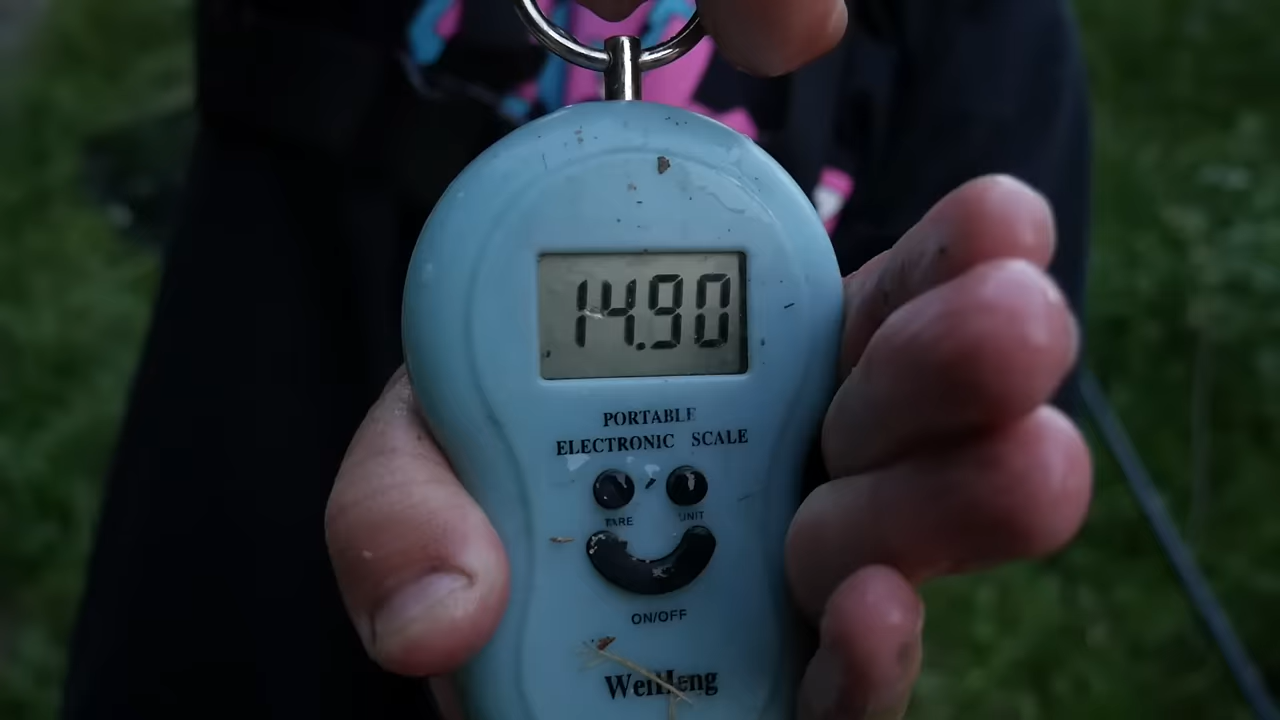 14.90
PORTABLE
ELECTRONIC SCALE
TARE UNIT
ON/OFF
WeiHeng